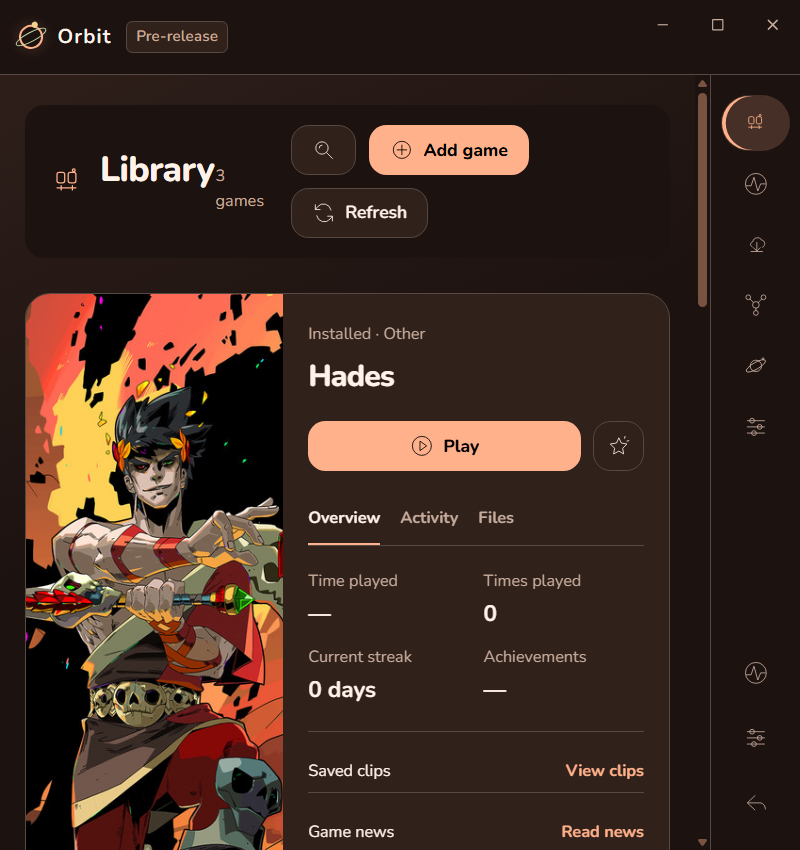 Orbit Pre-release
Library 3 games
Add game
Refresh
Installed · Other
Hades
Play
Overview Activity Files
Time played Times played
— 0
Current streak Achievements
0 days —
Saved clips View clips
Game news Read news